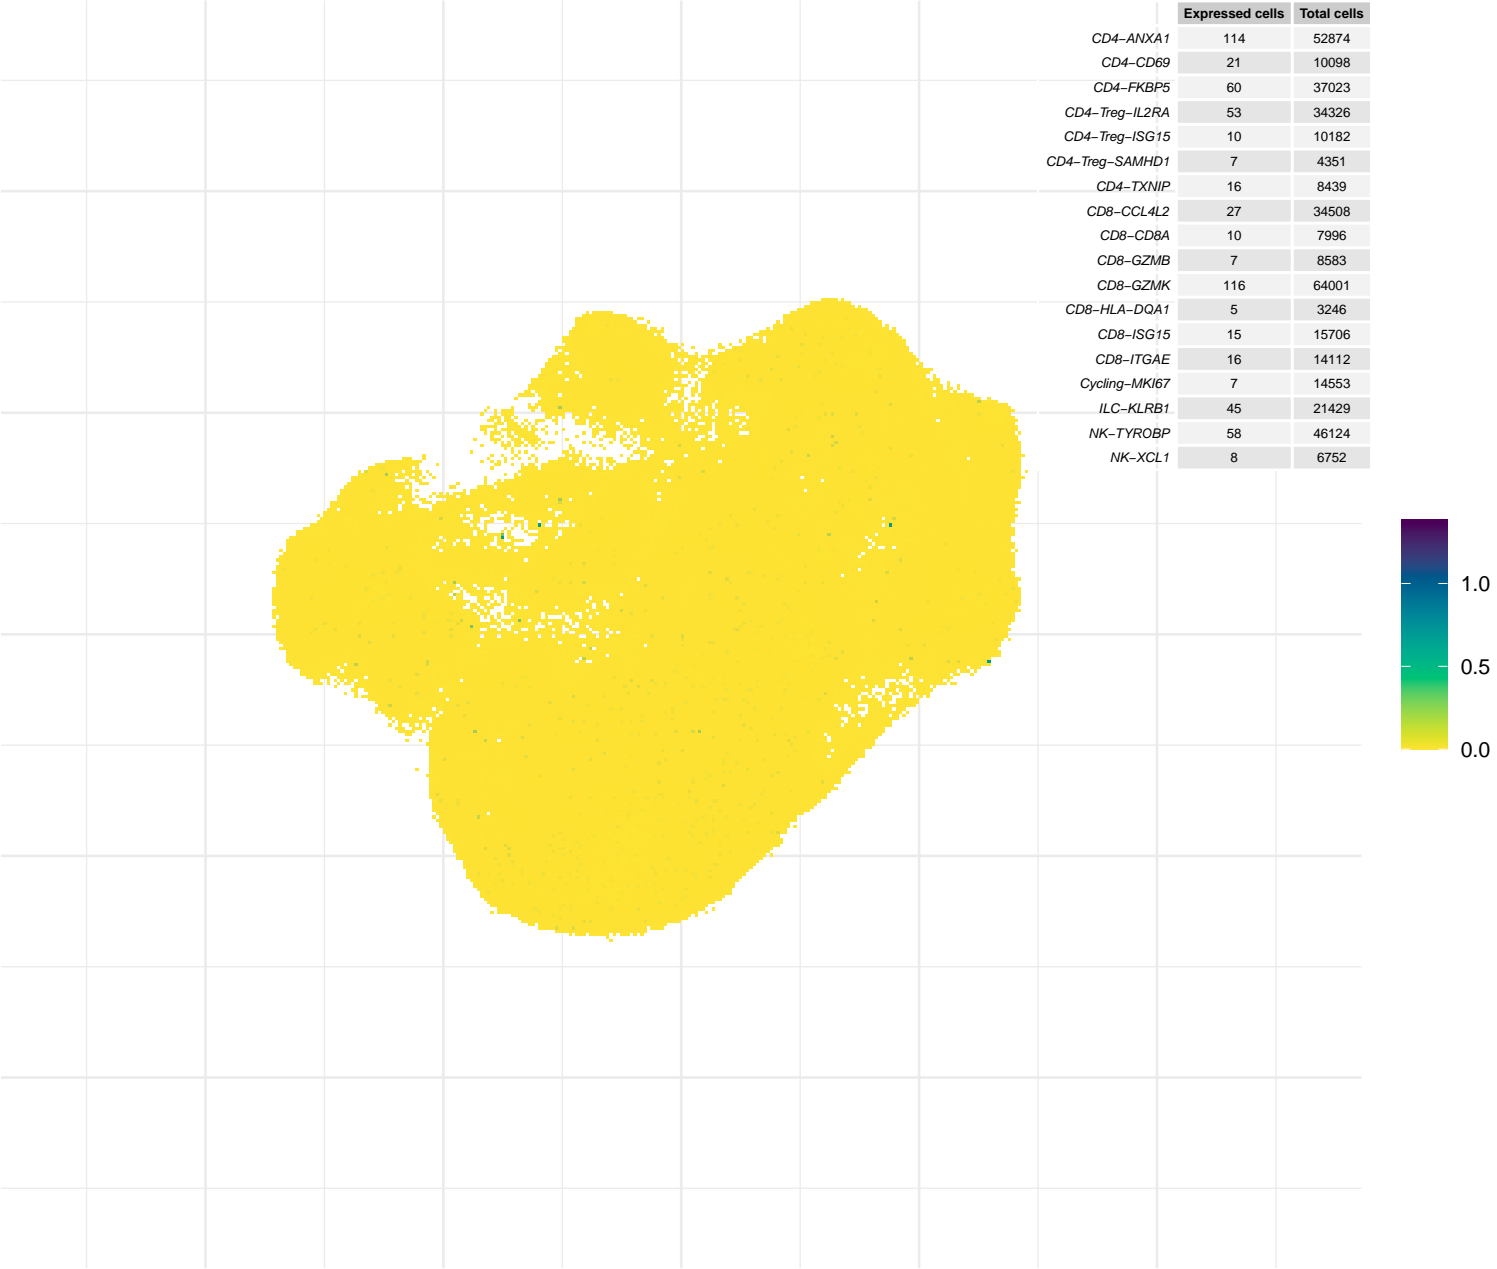 Expressed cells Total cells
CD4−ANXA1 114 52874
CD4−CD69 21 10098
CD4−FKBP5 60 37023
CD4−Treg−IL2RA 53 34326
CD4−Treg−ISG15 10 10182
CD4−Treg−SAMHD1 7 4351
CD4−TXNIP 16 8439
CD8−CCL4L2 27 34508
CD8−CD8A 10 7996
CD8−GZMB 7 8583
CD8−GZMK 116 64001
CD8−HLA−DQA1 5 3246
CD8−ISG15 15 15706
CD8−ITGAE 16 14112
Cycling−MKI67 7 14553
ILC−KLRB1 45 21429
NK−TYROBP 58 46124
NK−XCL1 8 6752
1.0
0.5
0.0